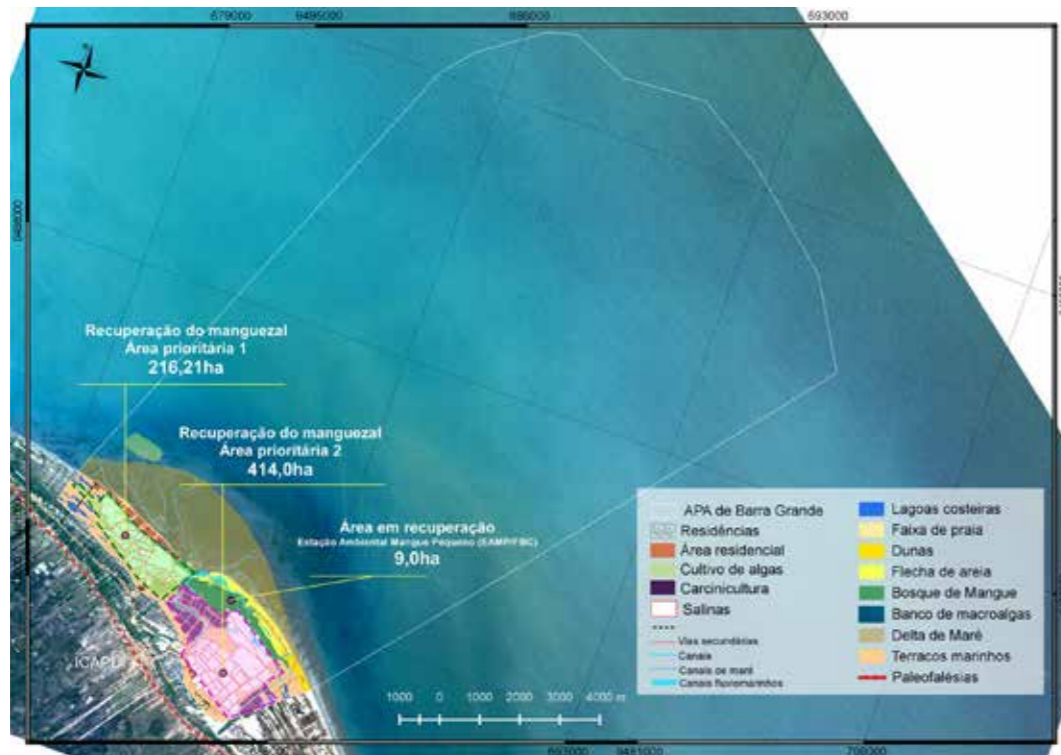 679000
9495000
688000
693000
Recuperação do manguezal
Área prioritária 1
216,21ha
Recuperação do manguezal
Área prioritária 2
414,0ha
Área em recuperação
Estação Ambiental Mangue Pequeno (EAMP/FBC)
9,0ha
ICAPUÍ
1000 0 1000 2000 3000 4000 m
APA de Barra Grande
Residências
Área residencial
Cultivo de algas
Carcinicultura
Salinas
Vias secundárias
Canais
Canais de maré
Canais fluviomarinhos
Lagoas costeiras
Faixa de praia
Dunas
Flecha de areia
Bosque de Mangue
Banco de macroalgas
Delta de Maré
Terracos marinhos
Paleofalésias
693000
9481000